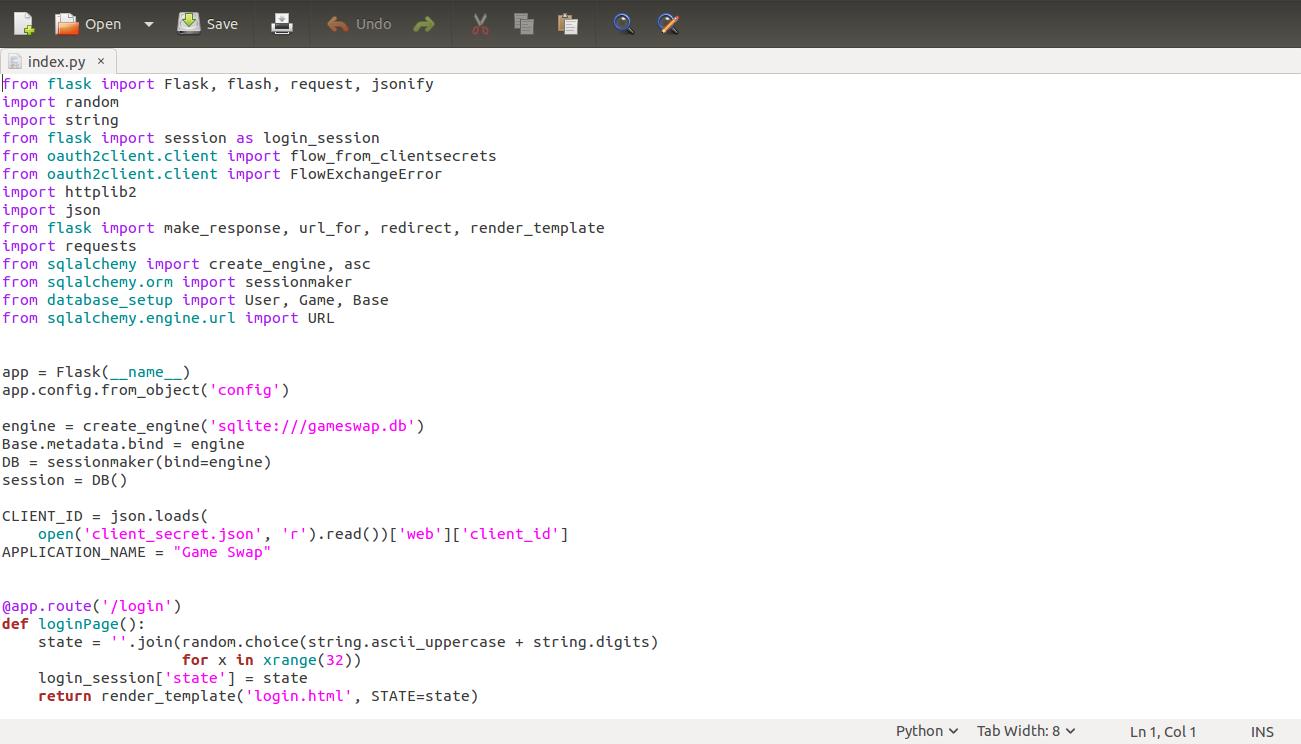 Open Save Undo
index.py ×
from flask import Flask, flash, request, jsonify
import random
import string
from flask import session as login_session
from oauth2client.client import flow_from_clientsecrets
from oauth2client.client import FlowExchangeError
import httplib2
import json
from flask import make_response, url_for, redirect, render_template
import requests
from sqlalchemy import create_engine, asc
from sqlalchemy.orm import sessionmaker
from database_setup import User, Game, Base
from sqlalchemy.engine.url import URL
app = Flask(__name__)
app.config.from_object('config')
engine = create_engine('sqlite:///gameswap.db')
Base.metadata.bind = engine
DB = sessionmaker(bind=engine)
session = DB()
CLIENT_ID = json.loads(
    open('client_secret.json', 'r').read())['web']['client_id']
APPLICATION_NAME = "Game Swap"
@app.route('/login')
def loginPage():
    state = ''.join(random.choice(string.ascii_uppercase + string.digits)
                    for x in xrange(32))
    login_session['state'] = state
    return render_template('login.html', STATE=state)
Python Tab Width: 8 Ln 1, Col 1 INS